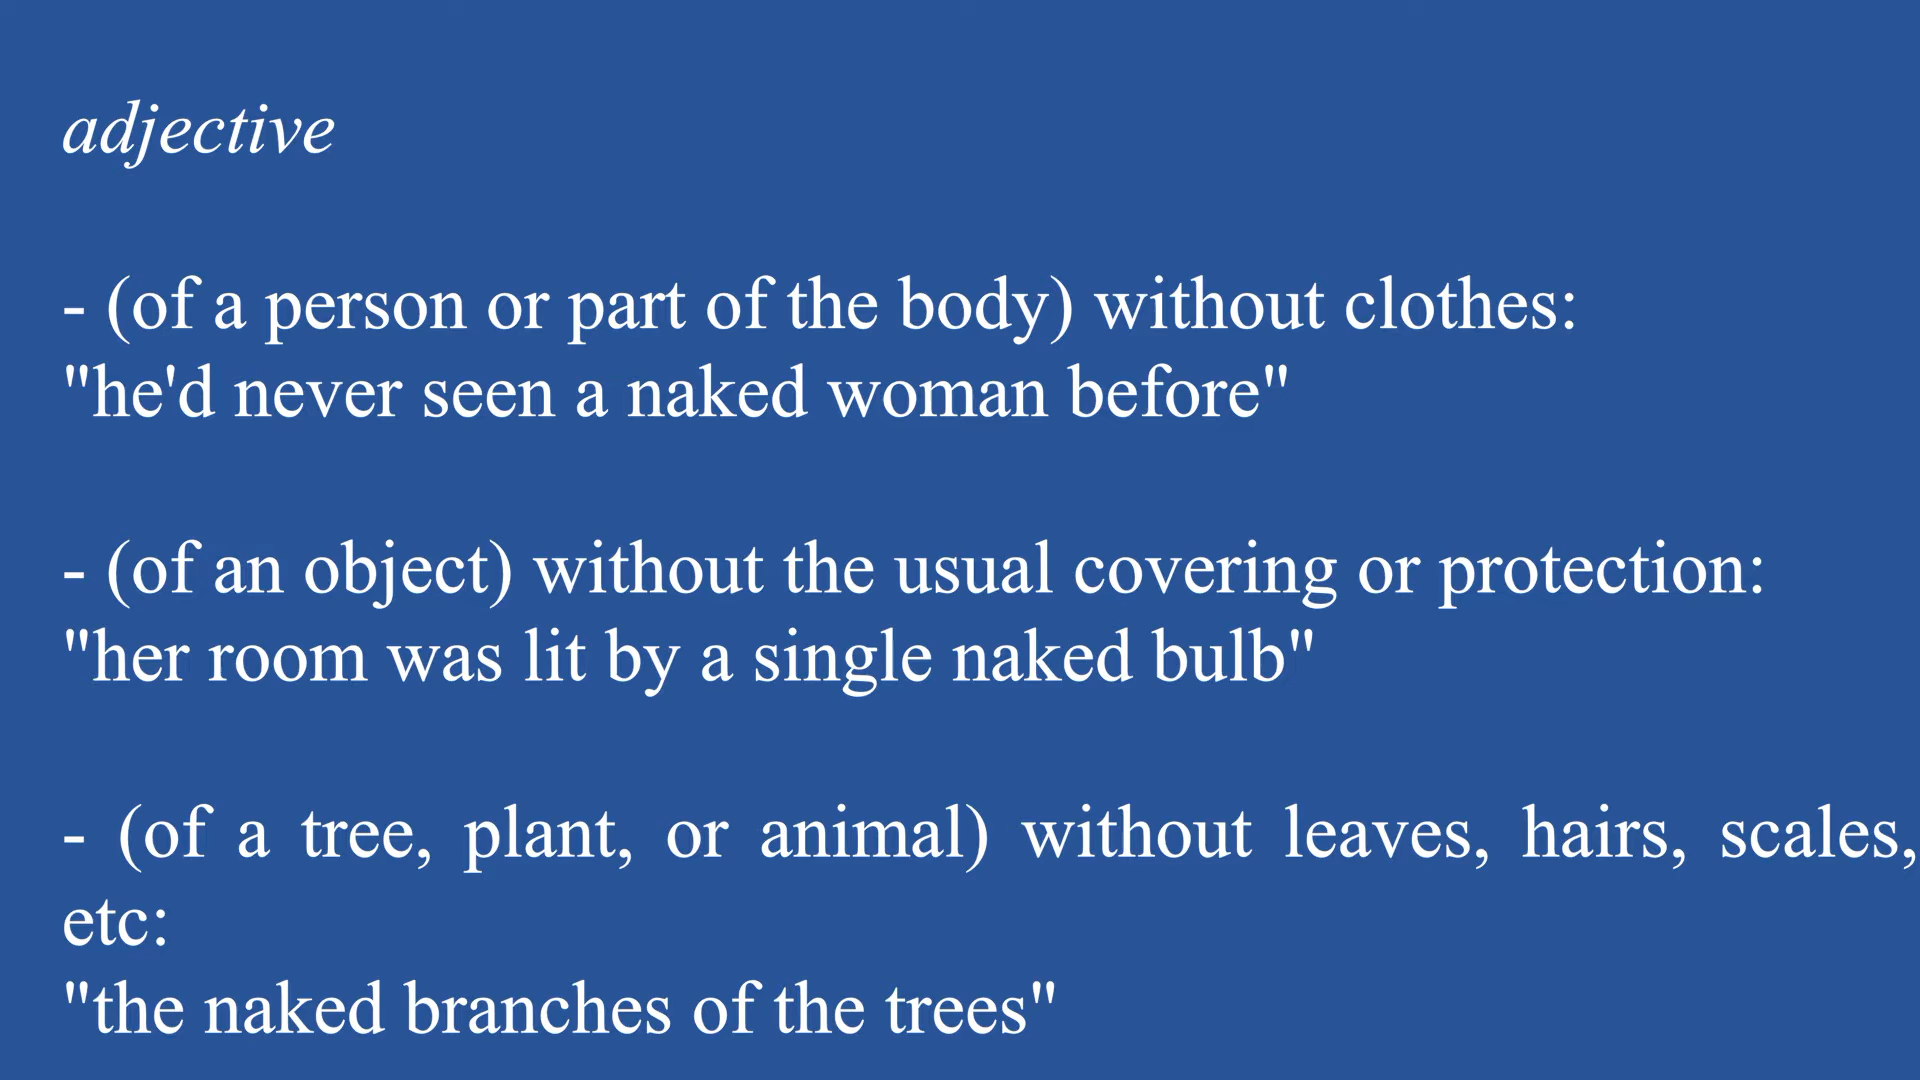 adjective
- (of a person or part of the body) without clothes:
"he'd never seen a naked woman before"
- (of an object) without the usual covering or protection:
"her room was lit by a single naked bulb"
- (of a tree, plant, or animal) without leaves, hairs, scales,
etc:
"the naked branches of the trees"